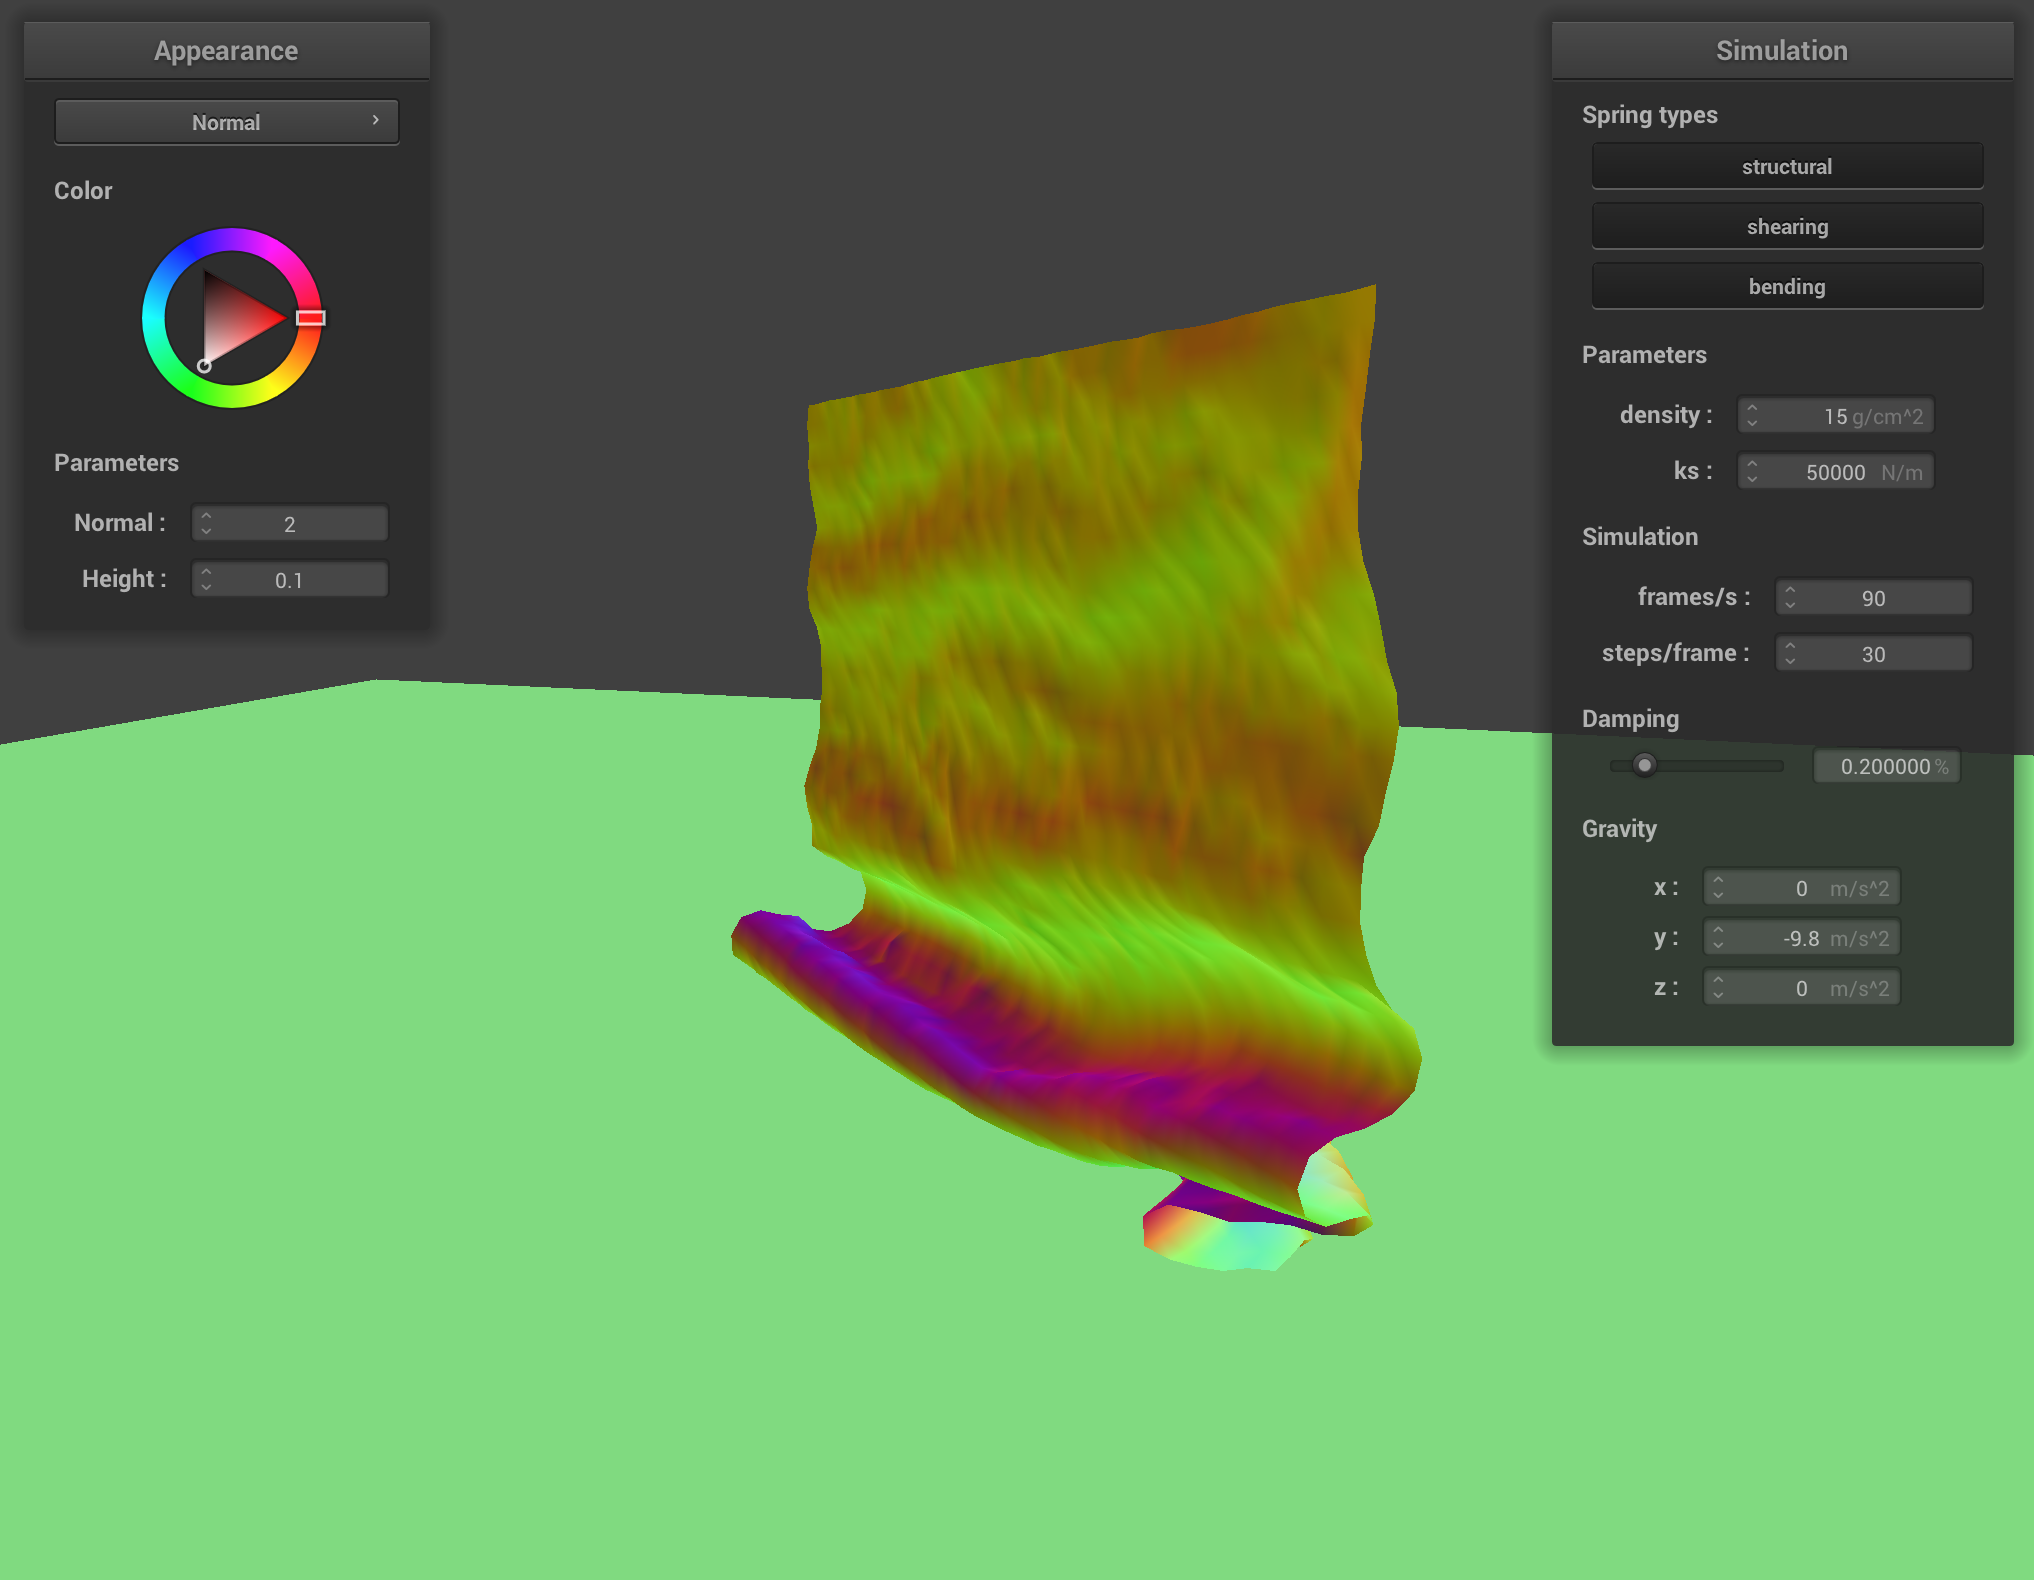 Appearance
Normal
Color
Parameters
Normal : 2
Height : 0.1
Simulation
Spring types
structural
shearing
bending
Parameters
density : 15 g/cm^2
ks : 50000 N/m
Simulation
frames/s : 90
steps/frame : 30
Damping
0.200000 %
Gravity
x : 0 m/s^2
y : -9.8 m/s^2
z : 0 m/s^2